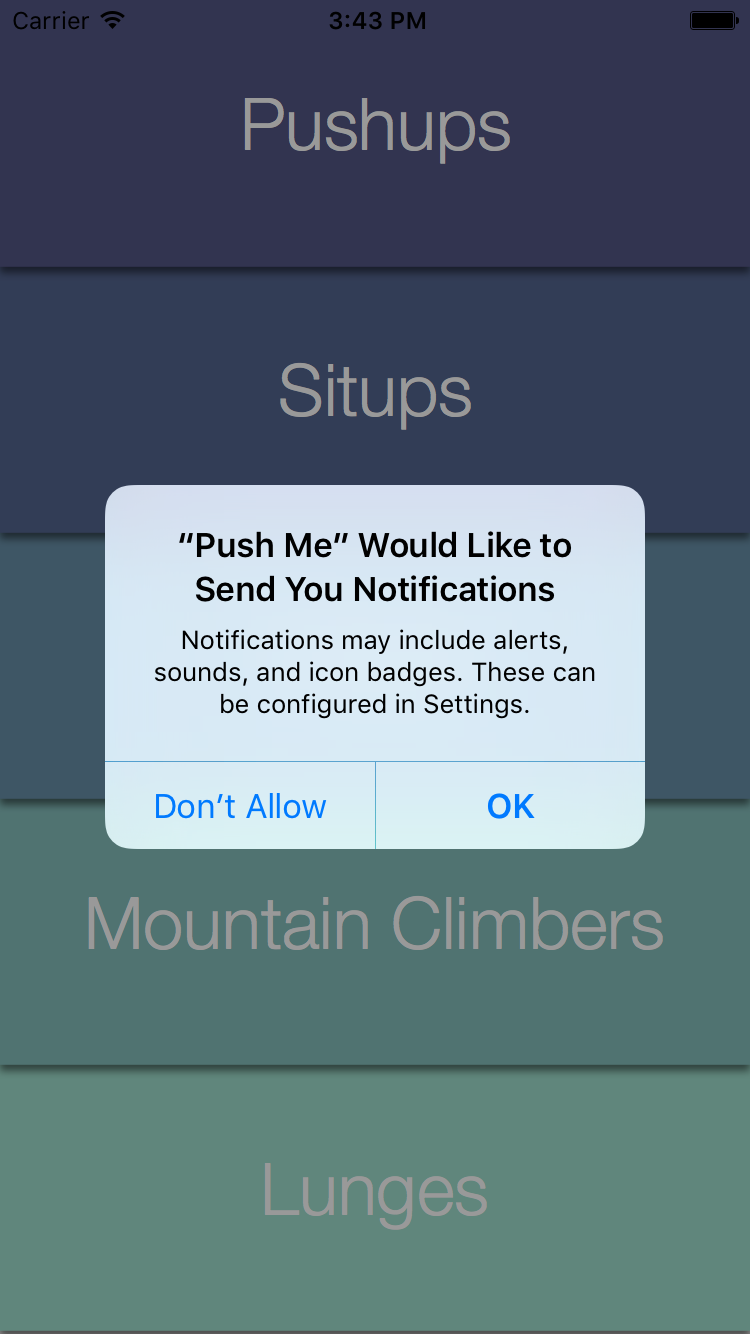 Carrier 3:43 PM
Pushups
Situps
“Push Me” Would Like to
Send You Notifications
Notifications may include alerts,
sounds, and icon badges. These can
be configured in Settings.
Don’t Allow OK
Mountain Climbers
Lunges